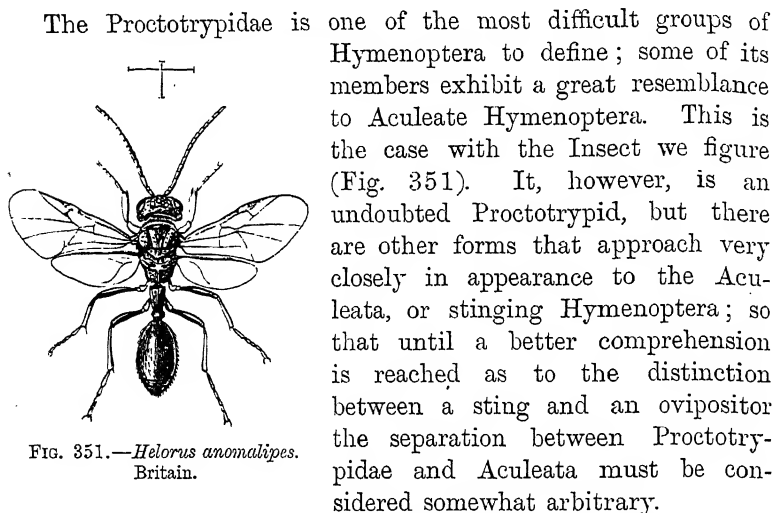 The Proctotrypidae is one of the most difficult groups of
Hymenoptera to define; some of its
members exhibit a great resemblance
to Aculeate Hymenoptera. This is
the case with the Insect we figure
(Fig. 351). It, however, is an
undoubted Proctotrypid, but there
are other forms that approach very
closely in appearance to the Acu-
leata, or stinging Hymenoptera; so
that until a better comprehension
is reached as to the distinction
between a sting and an ovipositor
the separation between Proctotry-
pidae and Aculeata must be con-
sidered somewhat arbitrary.
FIG. 351.—Helorus anomalipes.
Britain.